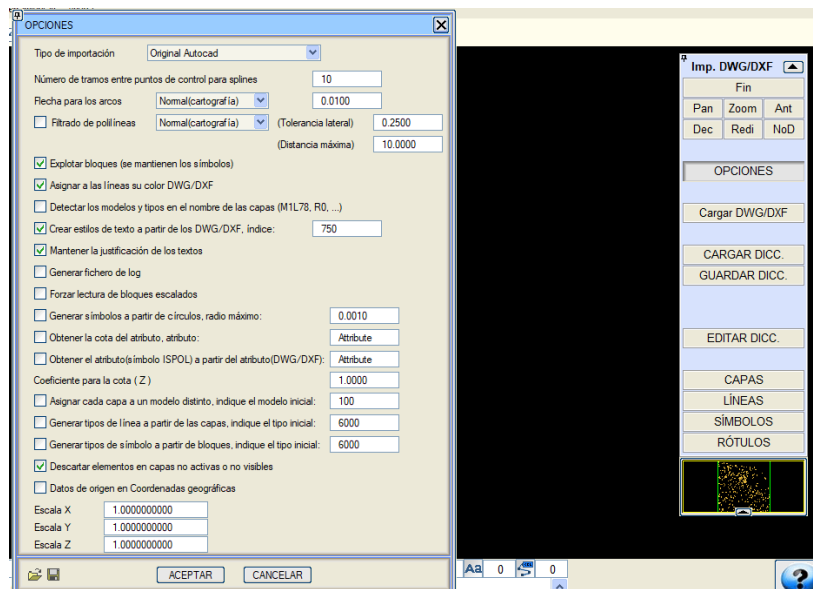 OPCIONES
Tipo de importación Original Autocad
Número de tramos entre puntos de control para splines 10
Flecha para los arcos Normal(cartografía) 0.0100
Filtrado de polilíneas Normal(cartografía) (Tolerancia lateral) 0.2500
(Distancia máxima) 10.0000
Explotar bloques (se mantienen los símbolos)
Asignar a las líneas su color DWG/DXF
Detectar los modelos y tipos en el nombre de las capas (M1L78, R0, ...)
Crear estilos de texto a partir de los DWG/DXF, índice: 750
Mantener la justificación de los textos
Generar fichero de log
Forzar lectura de bloques escalados
Generar símbolos a partir de círculos, radio máximo: 0.0010
Obtener la cota del atributo, atributo: Attribute
Obtener el atributo(símbolo ISPOL) a partir del atributo(DWG/DXF): Attribute
Coeficiente para la cota ( Z ) 1.0000
Asignar cada capa a un modelo distinto, indique el modelo inicial: 100
Generar tipos de línea a partir de las capas, indique el tipo inicial: 6000
Generar tipos de símbolo a partir de bloques, indique el tipo inicial: 6000
Descartar elementos en capas no activas o no visibles
Datos de origen en Coordenadas geográficas
Escala X 1.0000000000
Escala Y 1.0000000000
Escala Z 1.0000000000
ACEPTAR CANCELAR
Imp. DWG/DXF
Fin
Pan Zoom Ant
Dec Redi NoD
OPCIONES
Cargar DWG/DXF
CARGAR DICC.
GUARDAR DICC.
EDITAR DICC.
CAPAS
LÍNEAS
SÍMBOLOS
RÓTULOS
Aa 0 0
?